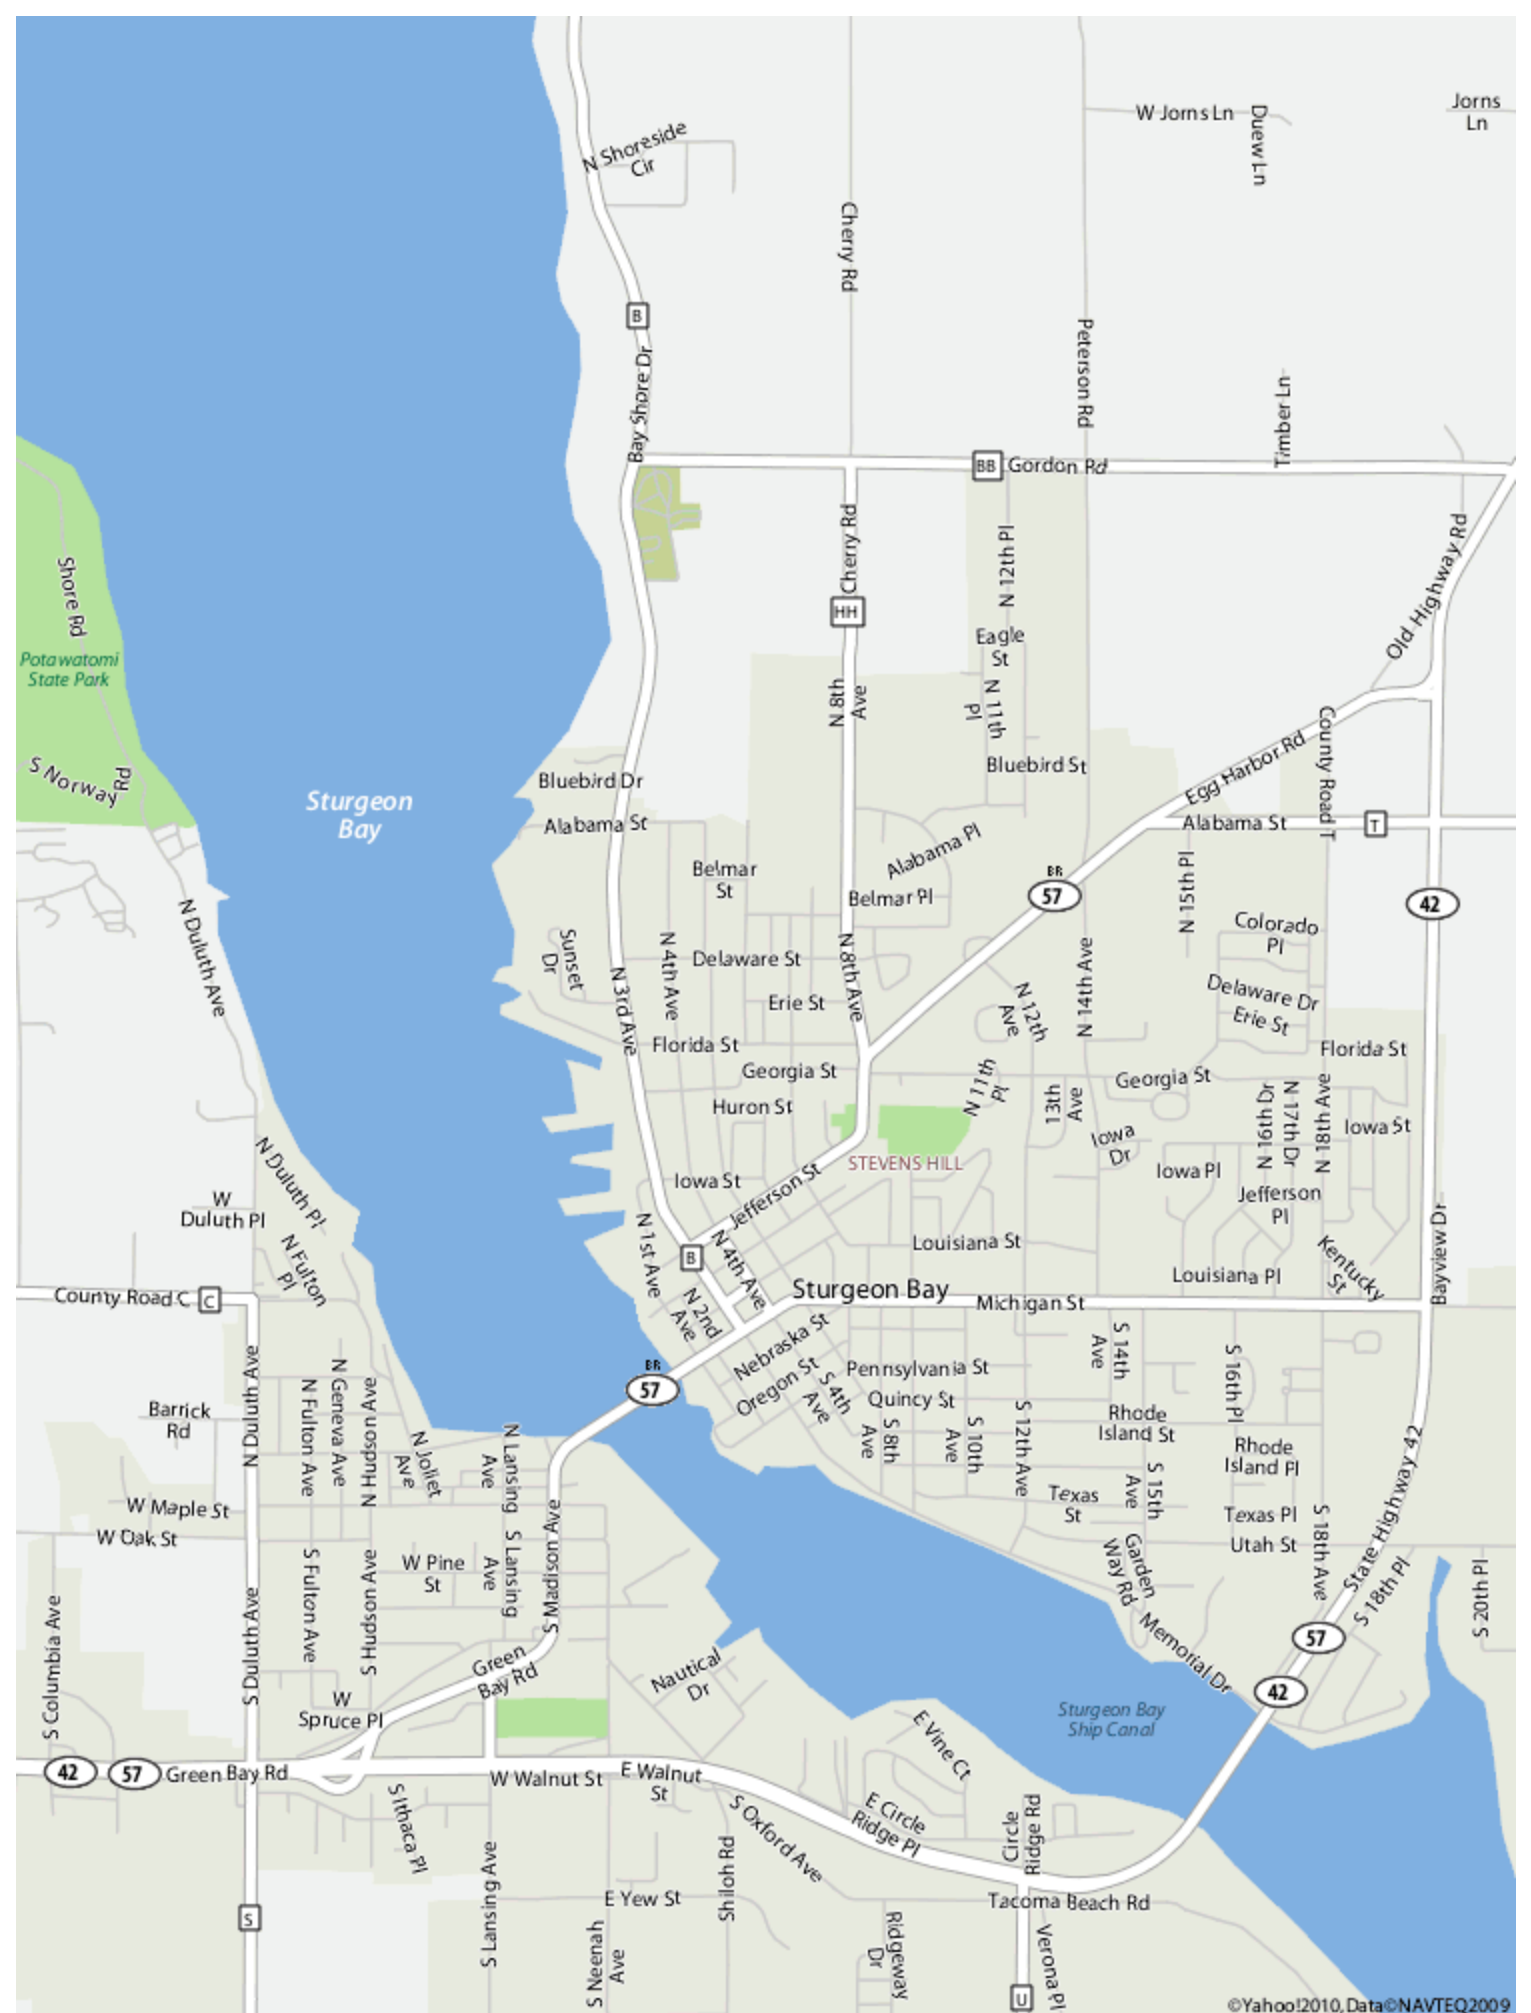 W Jorns Ln
Duew Ln
Jorns
Ln
N Shoreside
Cir
Cherry Rd
B
Bay Shore Dr
Peterson Rd
Timber Ln
BB
Gordon Rd
Cherry Rd
HH
N 12th Pl
Old Highway Rd
Shore Rd
Eagle
St
Potawatomi
State Park
N 8th
Ave
N 11th
Pl
County Road T
S Norway
Rd
Bluebird Dr
Bluebird St
Egg Harbor Rd
Sturgeon
Bay
Alabama St
Alabama St
T
Alabama Pl
Belmar
St
Belmar Pl
BR
57
N 15th Pl
42
N Duluth Ave
Sunset
Dr
N 4th Ave
Delaware St
N 8th Ave
N 14th Ave
Colorado
Pl
N 3rd Ave
Erie St
N 12th
Ave
Delaware Dr
Erie St
Florida St
Florida St
Georgia St
Georgia St
N 11th
Pl
13th
Ave
Huron St
N 16th Dr
N 17th Dr
N 18th Ave
Iowa St
Iowa
Dr
N Duluth Pl
STEVENS HILL
Iowa Pl
Iowa St
Jefferson St
Jefferson
Pl
W
Duluth Pl
N 1st Ave
N 4th Ave
Louisiana St
Bayview Dr
N Fulton
Pl
B
Kentucky
St
Louisiana Pl
County Road C
C
N 2nd
Ave
Sturgeon Bay
Michigan St
Nebraska St
S 14th
Ave
S 16th Pl
N Duluth Ave
N Geneva Ave
N Fulton Ave
N Hudson Ave
BR
57
Oregon St
Pennsylvania St
S 4th
Ave
Quincy St
Barrick
Rd
N Joliet
Ave
N Lansing
Ave
S 8th
Ave
S 10th
Ave
S 12th Ave
Rhode
Island St
Rhode
Island Pl
S 15th
Ave
Texas
St
Texas Pl
W Maple St
W Oak St
S Lansing
Ave
S Madison Ave
Utah St
S 18th Ave
State Highway 42
W Pine
St
Garden
Way Rd
S 18th Pl
S 20th Pl
S Columbia Ave
S Duluth Ave
S Fulton Ave
S Hudson Ave
57
Memorial Dr
42
Green
Bay Rd
Nautical
Dr
W
Spruce Pl
Sturgeon Bay
Ship Canal
E Vine Ct
42
57
Green Bay Rd
W Walnut St
E Walnut
St
S Ithaca Pl
S Oxford Ave
E Circle
Ridge Pl
Circle
Ridge Rd
Shiloh Rd
S Lansing Ave
E Yew St
Tacoma Beach Rd
S
S Neenah
Ave
Ridgeway
Dr
Verona Pl
U
©Yahoo!2010, Data©NAVTEQ2009